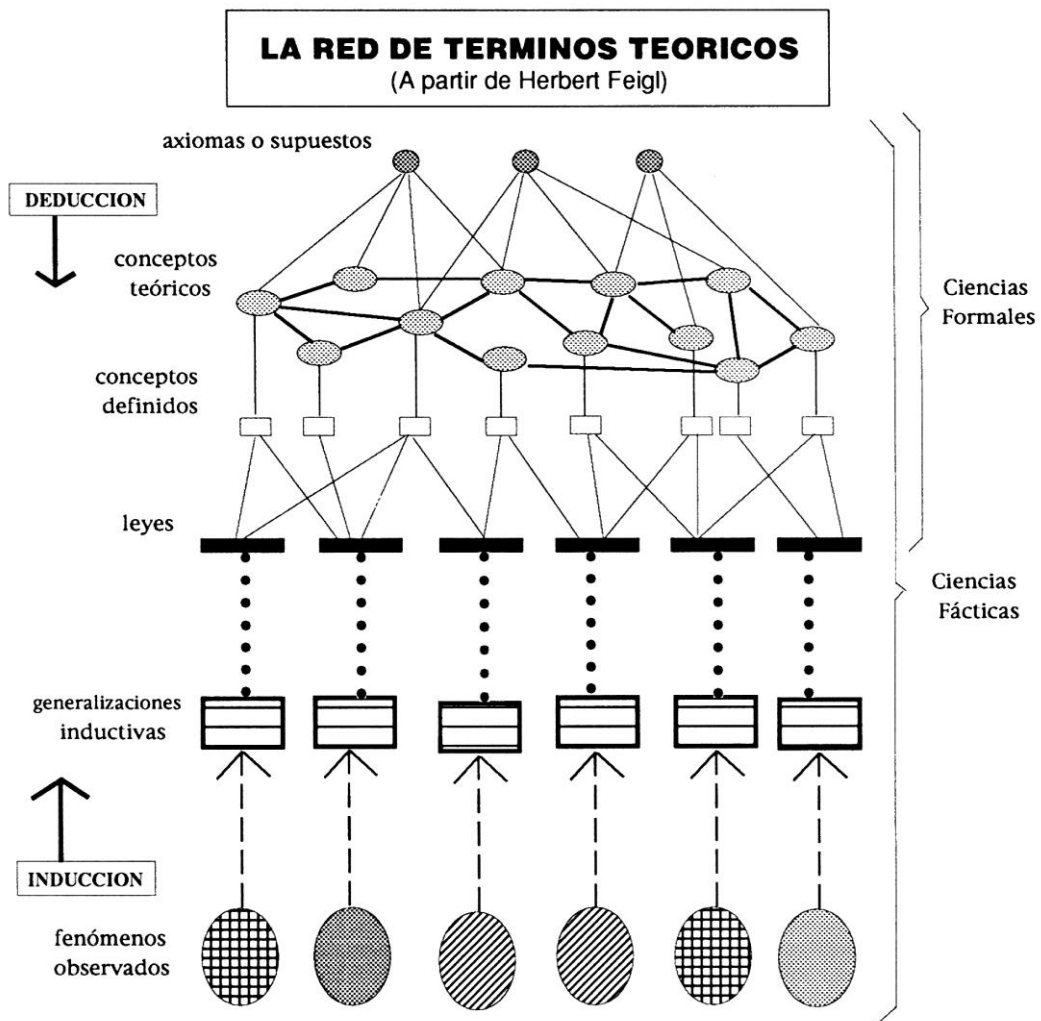 LA RED DE TERMINOS TEORICOS
(A partir de Herbert Feigl)
axiomas o supuestos
DEDUCCION
conceptos
teóricos
Ciencias
Formales
conceptos
definidos
leyes
Ciencias
Fácticas
generalizaciones
inductivas
INDUCCION
fenómenos
observados